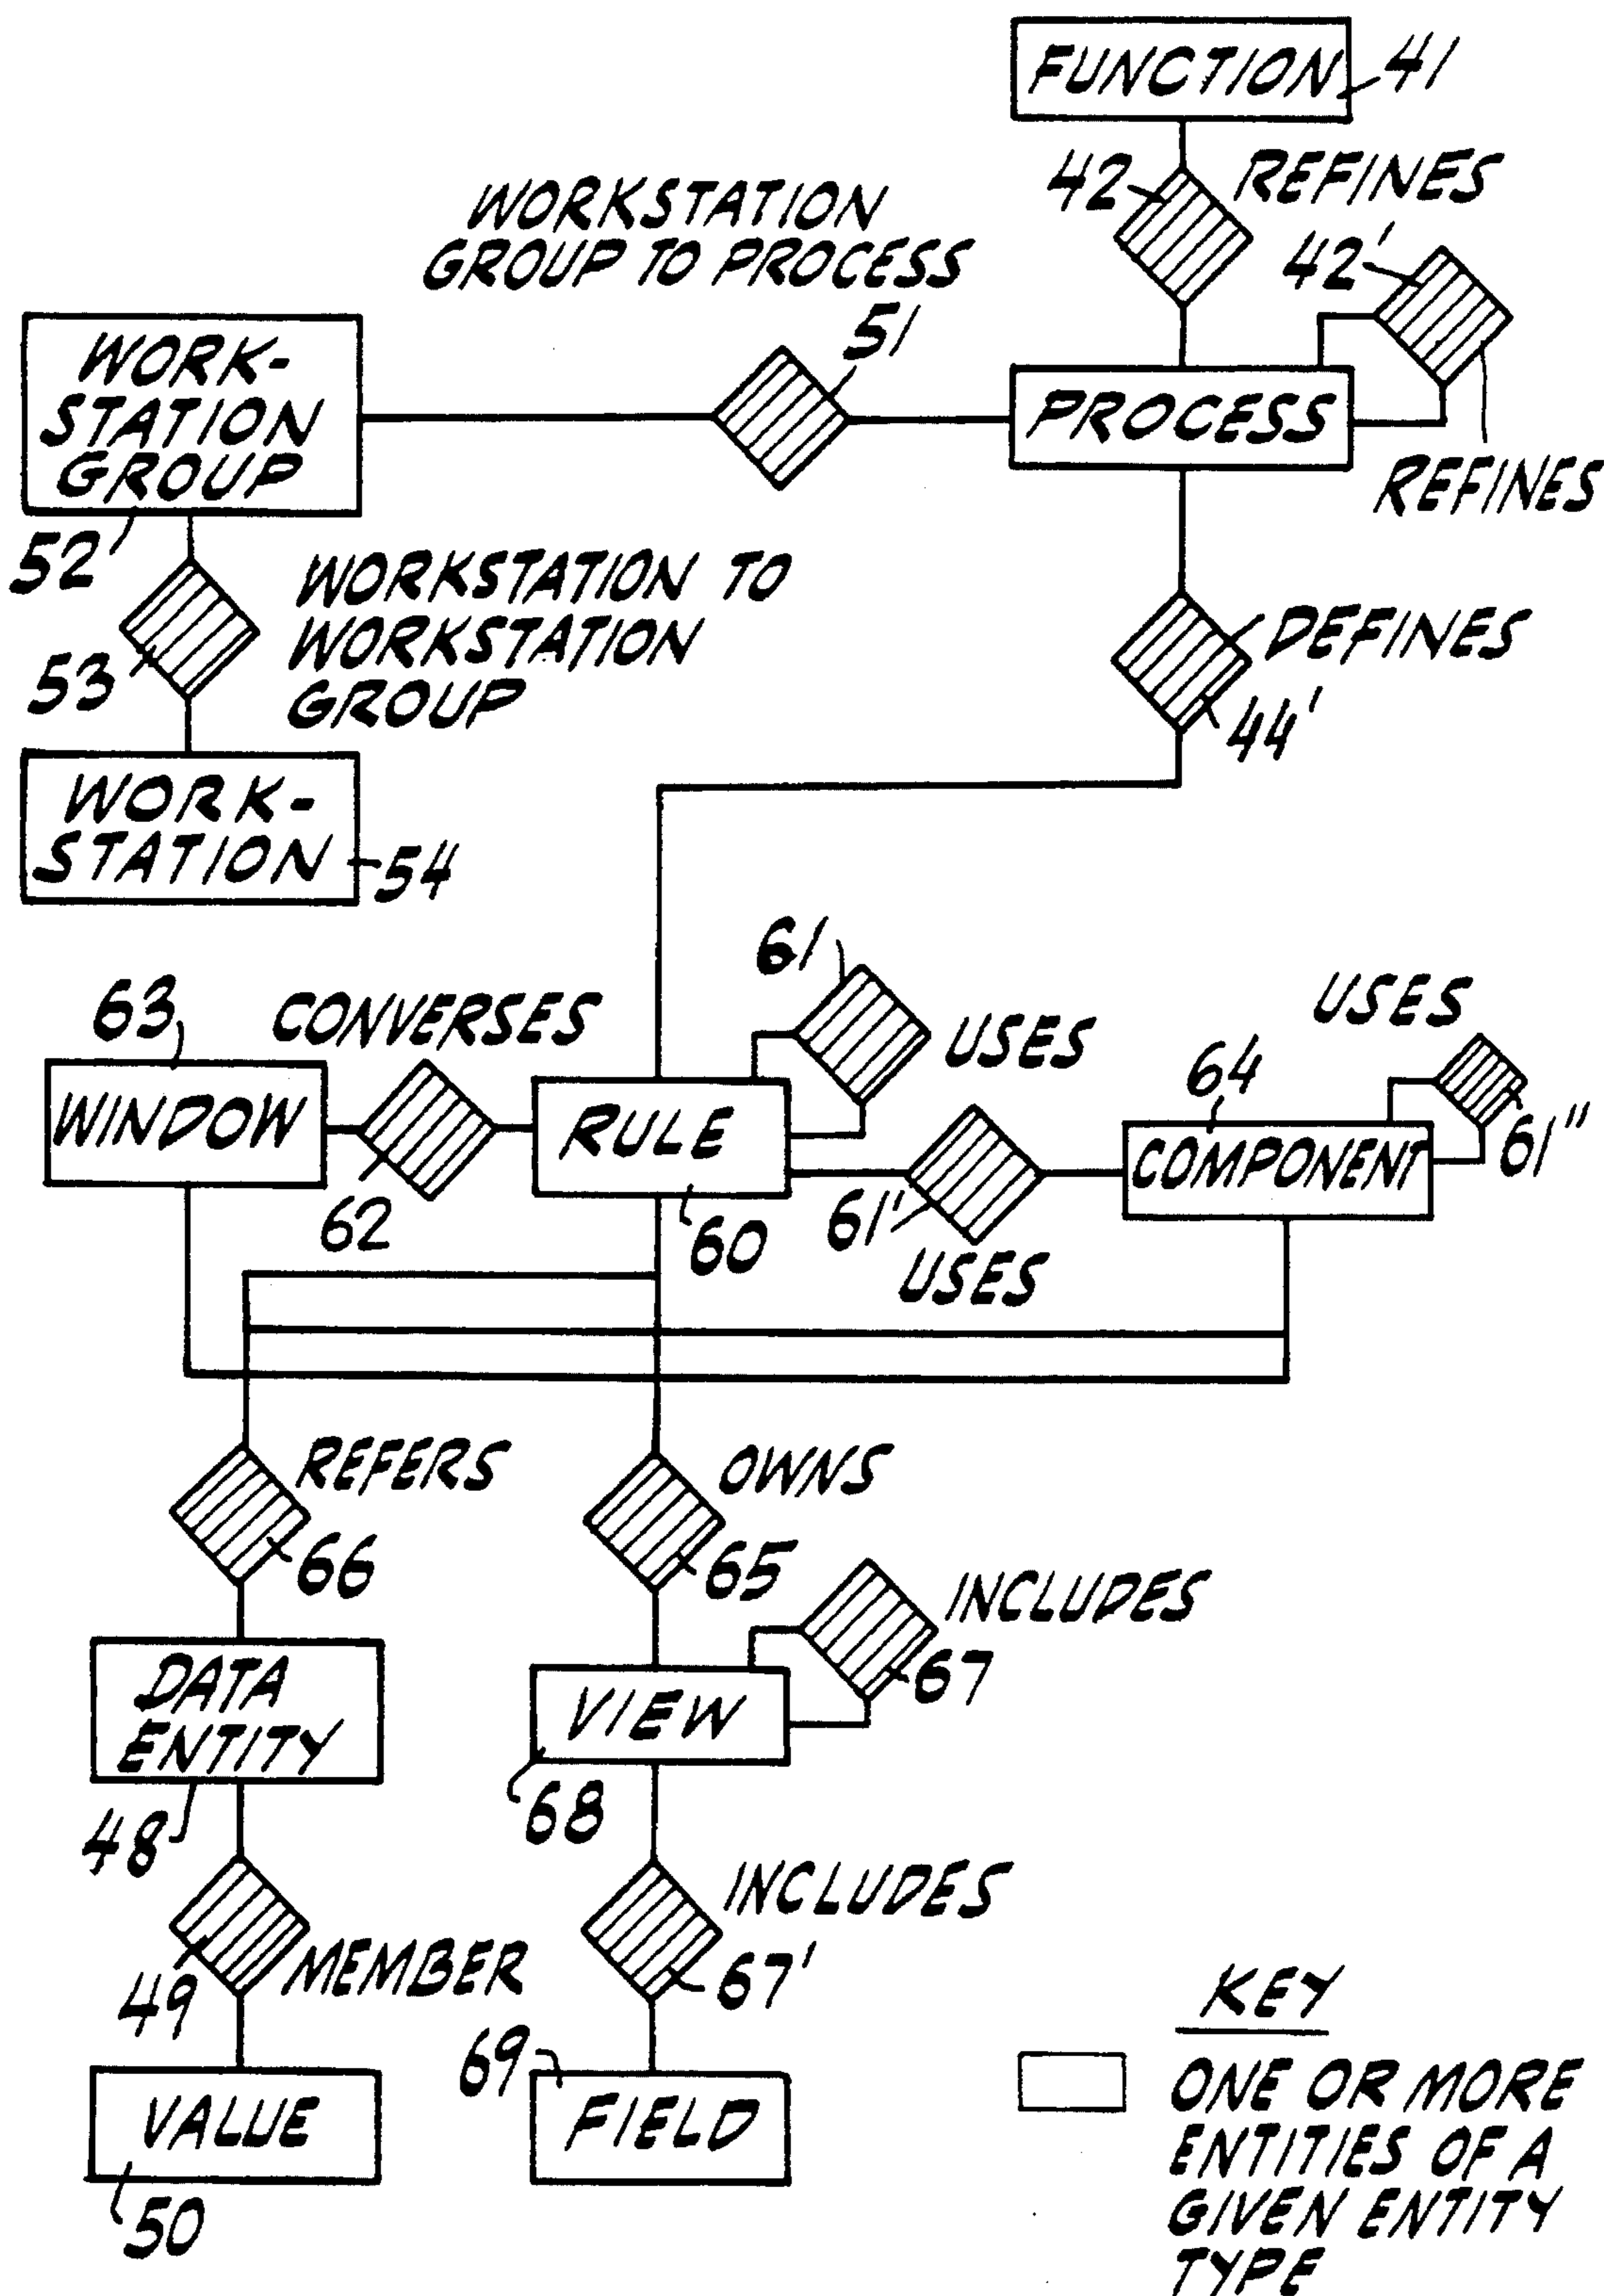 FUNCTION
41
42
REFINES
42'
WORKSTATION
GROUP TO PROCESS
51
WORK-
STATION
GROUP
PROCESS
REFINES
52'
WORKSTATION TO
WORKSTATION
GROUP
53
DEFINES
44'
WORK-
STATION
54
61
USES
63
CONVERSES
USES
64
WINDOW
RULE
COMPONENT
61"
62
60
61'
USES
REFERS
OWNS
66
65
INCLUDES
67
DATA
ENTITY
VIEW
48
68
INCLUDES
49
MEMBER
67'
KEY
69
VALUE
FIELD
ONE OR MORE
ENTITIES OF A
GIVEN ENTITY
TYPE
50